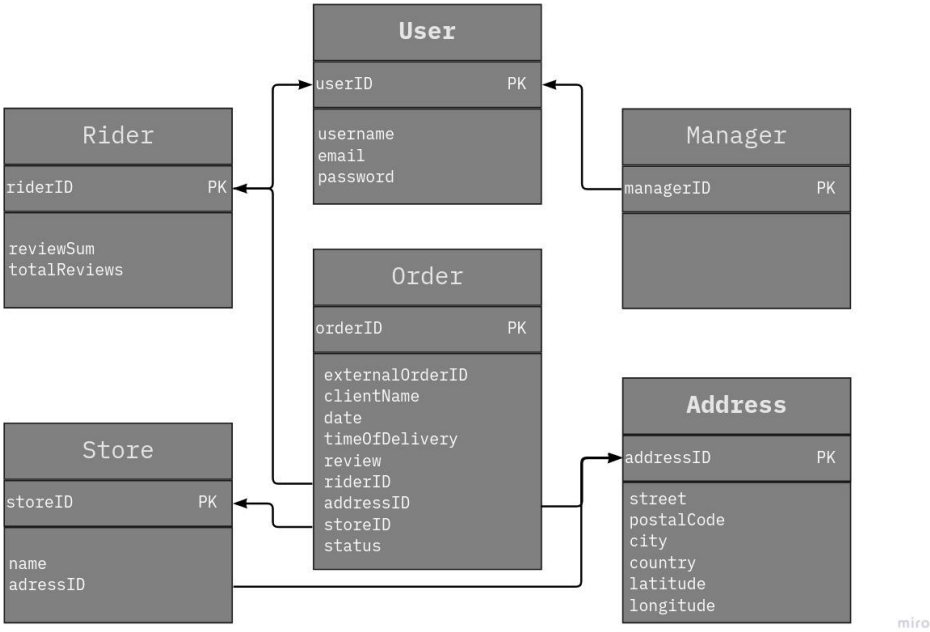 User
userID PK
username
email
password
Rider
riderID PK
reviewSum
totalReviews
Manager
managerID PK
Order
orderID PK
externalOrderID
clientName
date
timeOfDelivery
review
riderID
addressID
storeID
status
Store
storeID PK
name
adressID
Address
addressID PK
street
postalCode
city
country
latitude
longitude
miro